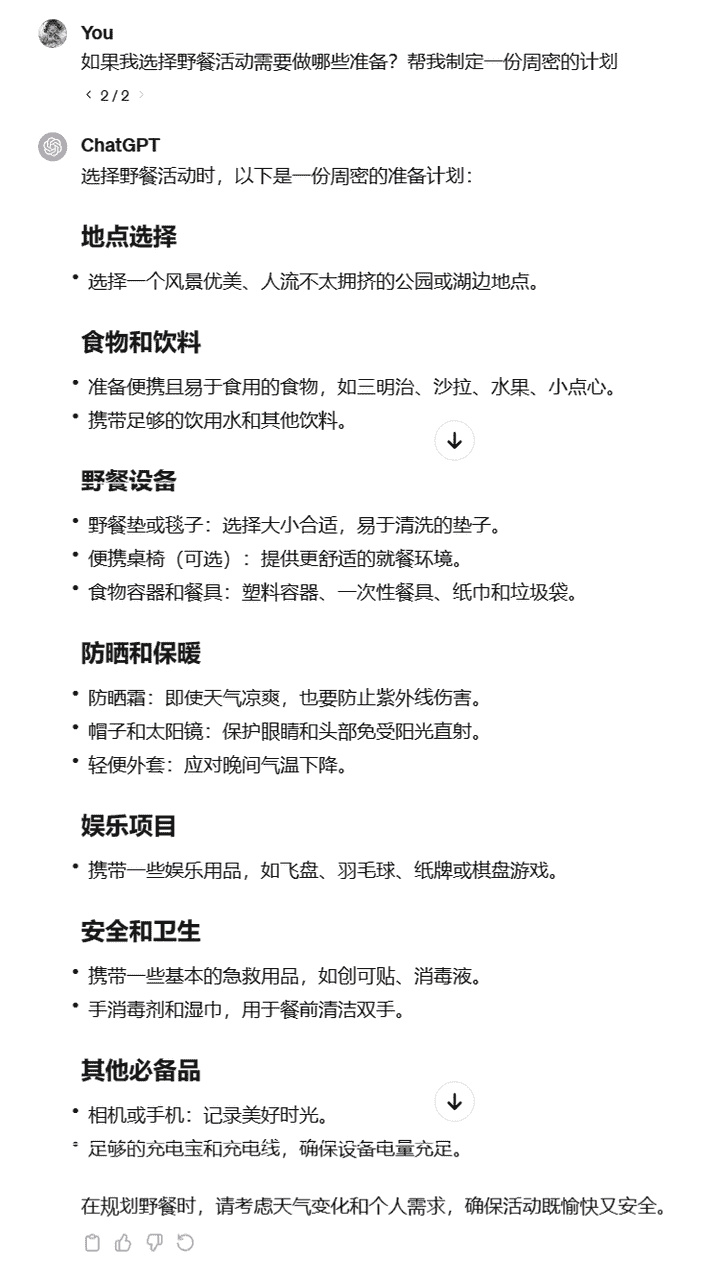 You
如果我选择野餐活动需要做哪些准备？帮我制定一份周密的计划
2 / 2
ChatGPT
选择野餐活动时，以下是一份周密的准备计划：
地点选择
• 选择一个风景优美、人流不太拥挤的公园或湖边地点。
食物和饮料
• 准备便携且易于食用的食物，如三明治、沙拉、水果、小点心。
• 携带足够的饮用水和其他饮料。
野餐设备
• 野餐垫或毯子：选择大小合适，易于清洗的垫子。
• 便携桌椅（可选）：提供更舒适的就餐环境。
• 食物容器和餐具：塑料容器、一次性餐具、纸巾和垃圾袋。
防晒和保暖
• 防晒霜：即使天气凉爽，也要防止紫外线伤害。
• 帽子和太阳镜：保护眼睛和头部免受阳光直射。
• 轻便外套：应对晚间气温下降。
娱乐项目
• 携带一些娱乐用品，如飞盘、羽毛球、纸牌或棋盘游戏。
安全和卫生
• 携带一些基本的急救用品，如创可贴、消毒液。
• 手消毒剂和湿巾，用于餐前清洁双手。
其他必备品
• 相机或手机：记录美好时光。
• 足够的充电宝和充电线，确保设备电量充足。
在规划野餐时，请考虑天气变化和个人需求，确保活动既愉快又安全。